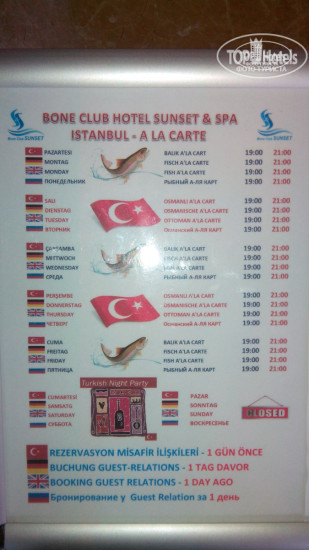 TOPHotels
ФОТО ТУРИСТА
Bone Club SUNSET
Bone Club SUNSET
BONE CLUB HOTEL SUNSET & SPA
ISTANBUL - A LA CARTE
PAZARTESİ BALIK A'LA CART 19:00 21:00
MONTAG FISCH A'LA CARTE 19:00 21:00
MONDAY FISH A'LA CARTE 19:00 21:00
ПОНЕДЕЛЬНИК РЫБНЫЙ А-ЛЯ КАРТ 19:00 21:00
SALI OSMANLI A'LA CART 19:00 21:00
DIENSTAG OSMANISCHE A'LA CARTE 19:00 21:00
TUESDAY OTTOMAN A'LA CARTE 19:00 21:00
ВТОРНИК А-ЛЯ КАРТ 19:00 21:00
ÇARŞAMBA BALIK A'LA CART 19:00 21:00
MITTWOCH FISCH A'LA CARTE 19:00 21:00
WEDNESDAY FISH A'LA CARTE 19:00 21:00
СРЕДА РЫБНЫЙ А-ЛЯ КАРТ 19:00 21:00
PERŞEMBE OSMANLI A'LA CART 19:00 21:00
DONNERSTAG OSMANISCHE A'LA CARTE 19:00 21:00
THURSDAY OTTOMAN A'LA CARTE 19:00 21:00
ЧЕТВЕРГ А-ЛЯ КАРТ 19:00 21:00
CUMA BALIK A'LA CART 19:00 21:00
FREITAG FISCH A'LA CARTE 19:00 21:00
FRIDAY FISH A'LA CARTE 19:00 21:00
ПЯТНИЦА РЫБНЫЙ А-ЛЯ КАРТ 19:00 21:00
Turkish Night Party
CUMARTESİ PAZAR
SAMSATG SONNTAG
SATURDAY SUNDAY
СУББОТА ВОСКРЕСЕНЬЕ
CLOSED
REZERVASYON MİSAFİR İLİŞKİLERİ - 1 GÜN ÖNCE
BUCHUNG GUEST-RELATIONS - 1 TAG DAVOR
BOOKING GUEST RELATIONS - 1 DAY AGO
Бронирование у Guest Relation за 1 день